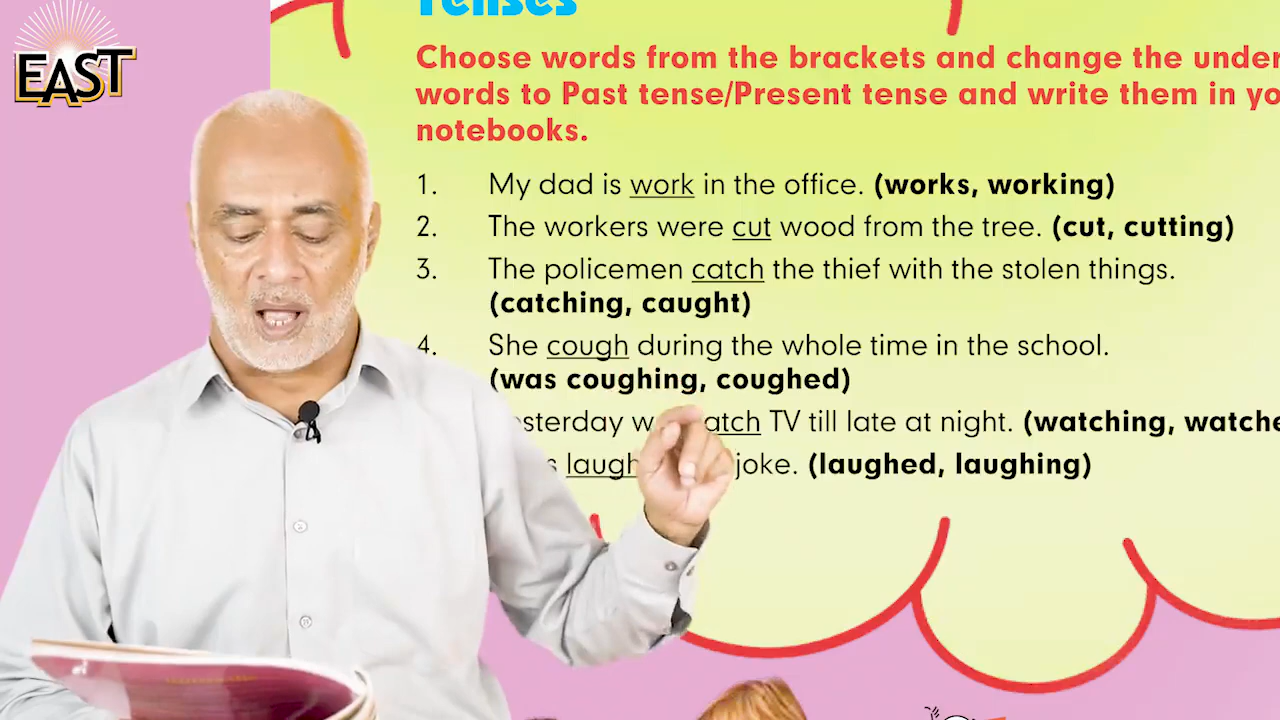 EAST
Tenses
Choose words from the brackets and change the under
words to Past tense/Present tense and write them in yo
notebooks.
1. My dad is work in the office. (works, working)
2. The workers were cut wood from the tree. (cut, cutting)
3. The policemen catch the thief with the stolen things.
(catching, caught)
4. She cough during the whole time in the school.
(was coughing, coughed)
esterday w atch TV till late at night. (watching, watche
s laugh joke. (laughed, laughing)